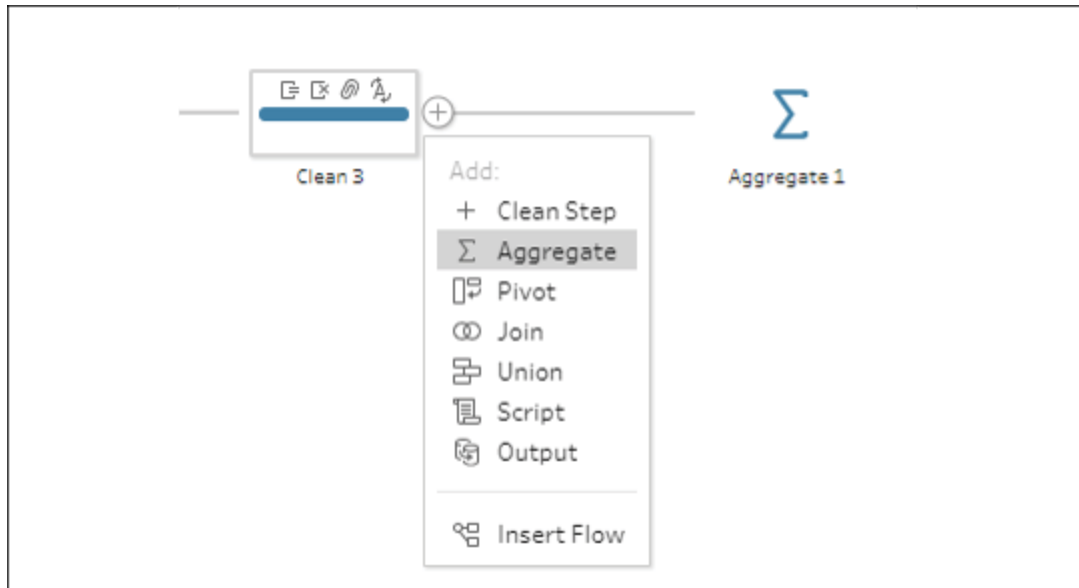 Clean 3
Add:
Clean Step
Aggregate
Pivot
Join
Union
Script
Output
Insert Flow
Aggregate 1